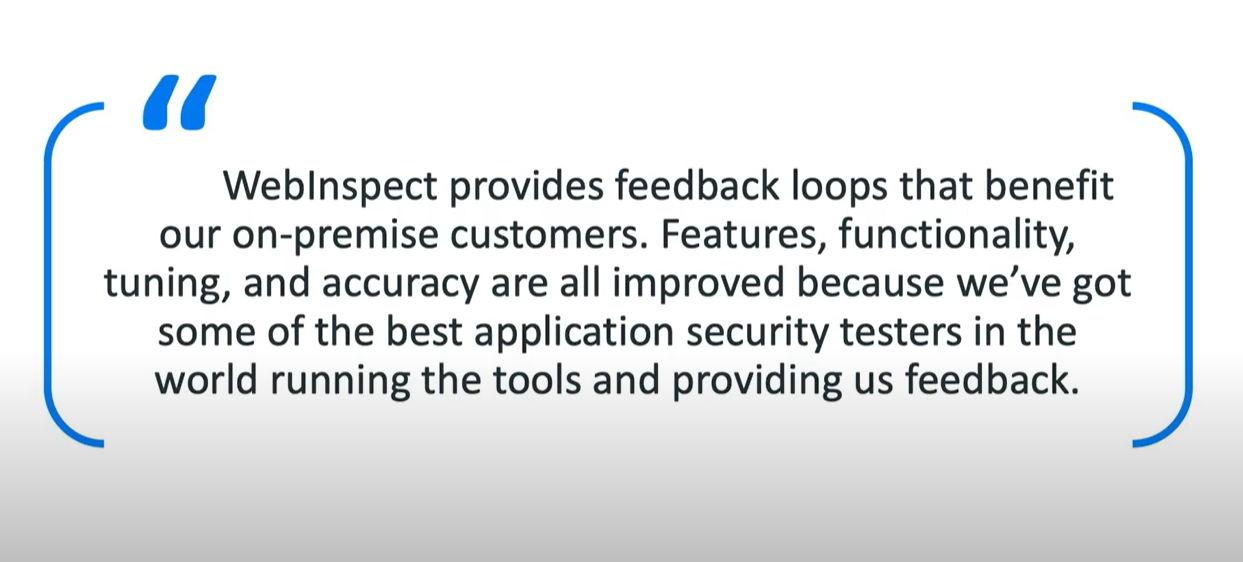 “
WebInspect provides feedback loops that benefit
our on-premise customers. Features, functionality,
tuning, and accuracy are all improved because we’ve got
some of the best application security testers in the
world running the tools and providing us feedback.